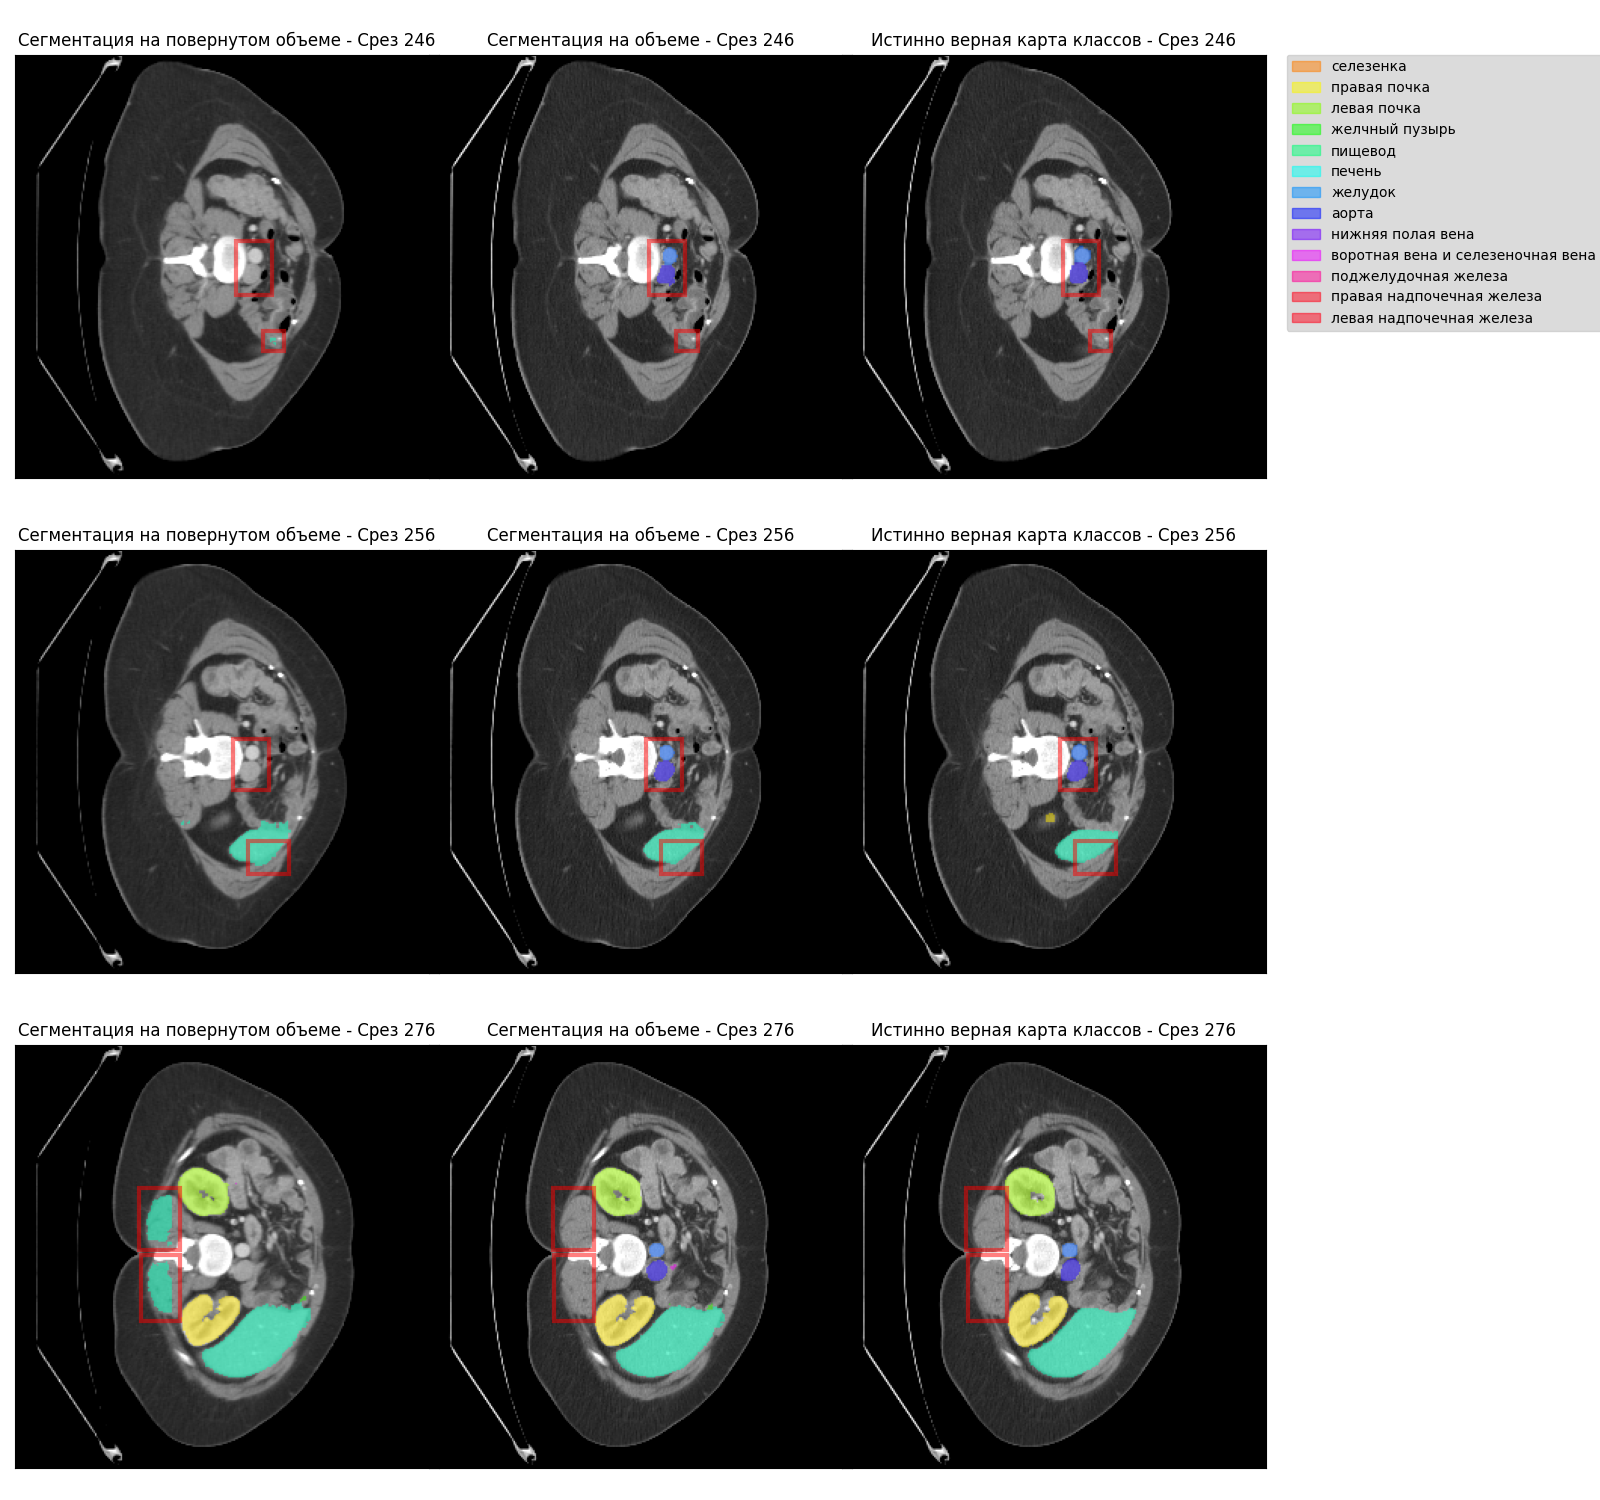 Сегментация на повернутом объеме - Срез 246
Сегментация на объеме - Срез 246
Истинно верная карта классов - Срез 246
селезенка
правая почка
левая почка
желчный пузырь
пищевод
печень
желудок
аорта
нижняя полая вена
воротная вена и селезеночная вена
поджелудочная железа
правая надпочечная железа
левая надпочечная железа
Сегментация на повернутом объеме - Срез 256
Сегментация на объеме - Срез 256
Истинно верная карта классов - Срез 256
Сегментация на повернутом объеме - Срез 276
Сегментация на объеме - Срез 276
Истинно верная карта классов - Срез 276